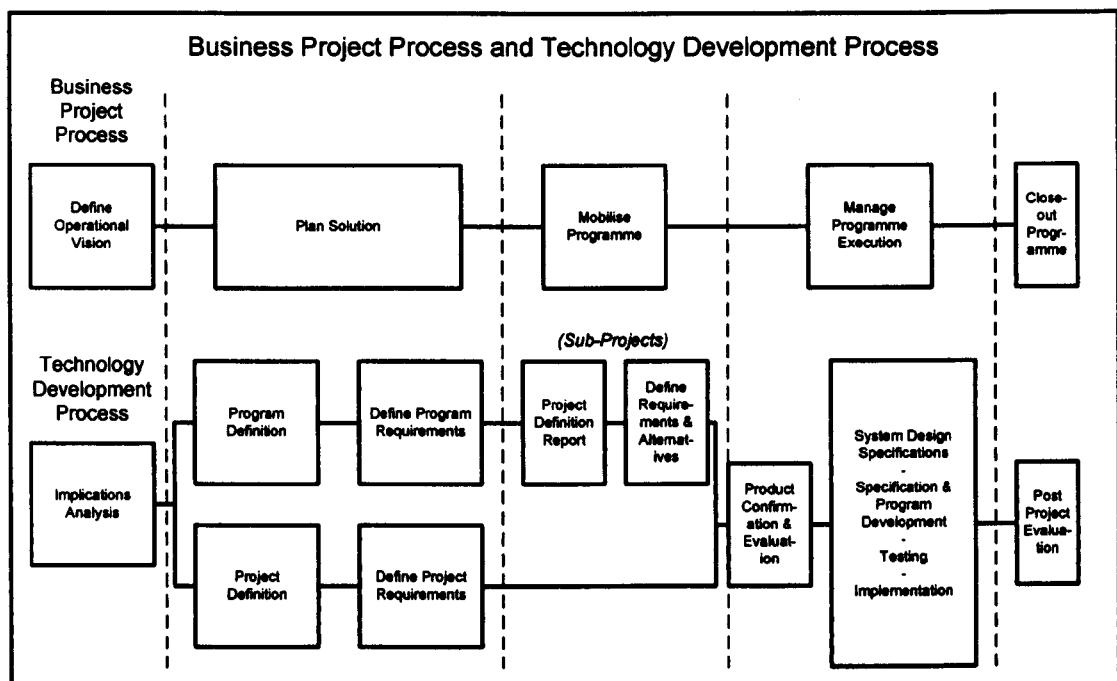 Business Project Process and Technology Development Process
Business
Project
Process
Define
Operational
Vision
Plan Solution
Mobilise
Programme
Manage
Programme
Execution
Close-
out
Progr-
amme
(Sub-Projects)
Technology
Development
Process
Implications
Analysis
Program
Definition
Define Program
Requirements
Project
Definition
Report
Define
Require-
ments &
Alternat-
ives
Project
Definition
Define Project
Requirements
Product
Confirm-
ation &
Evaluat-
ion
System Design
Specifications
-
Specification &
Program
Development
-
Testing
-
Implementation
Post
Project
Evalua-
tion